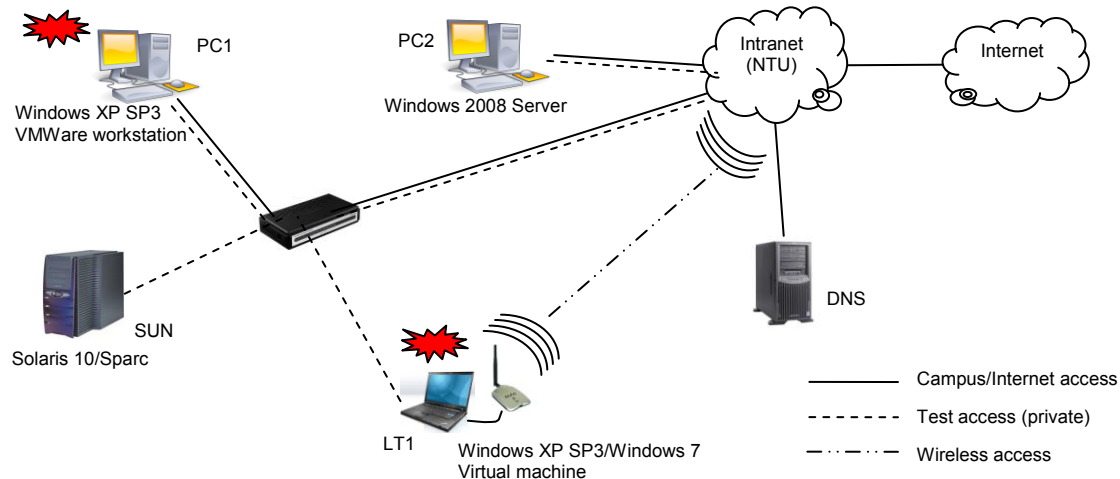 PC1
Windows XP SP3
VMWare workstation
PC2
Windows 2008 Server
Intranet
(NTU)
Internet
SUN
Solaris 10/Sparc
DNS
LT1
Windows XP SP3/Windows 7
Virtual machine
Campus/Internet access
Test access (private)
Wireless access